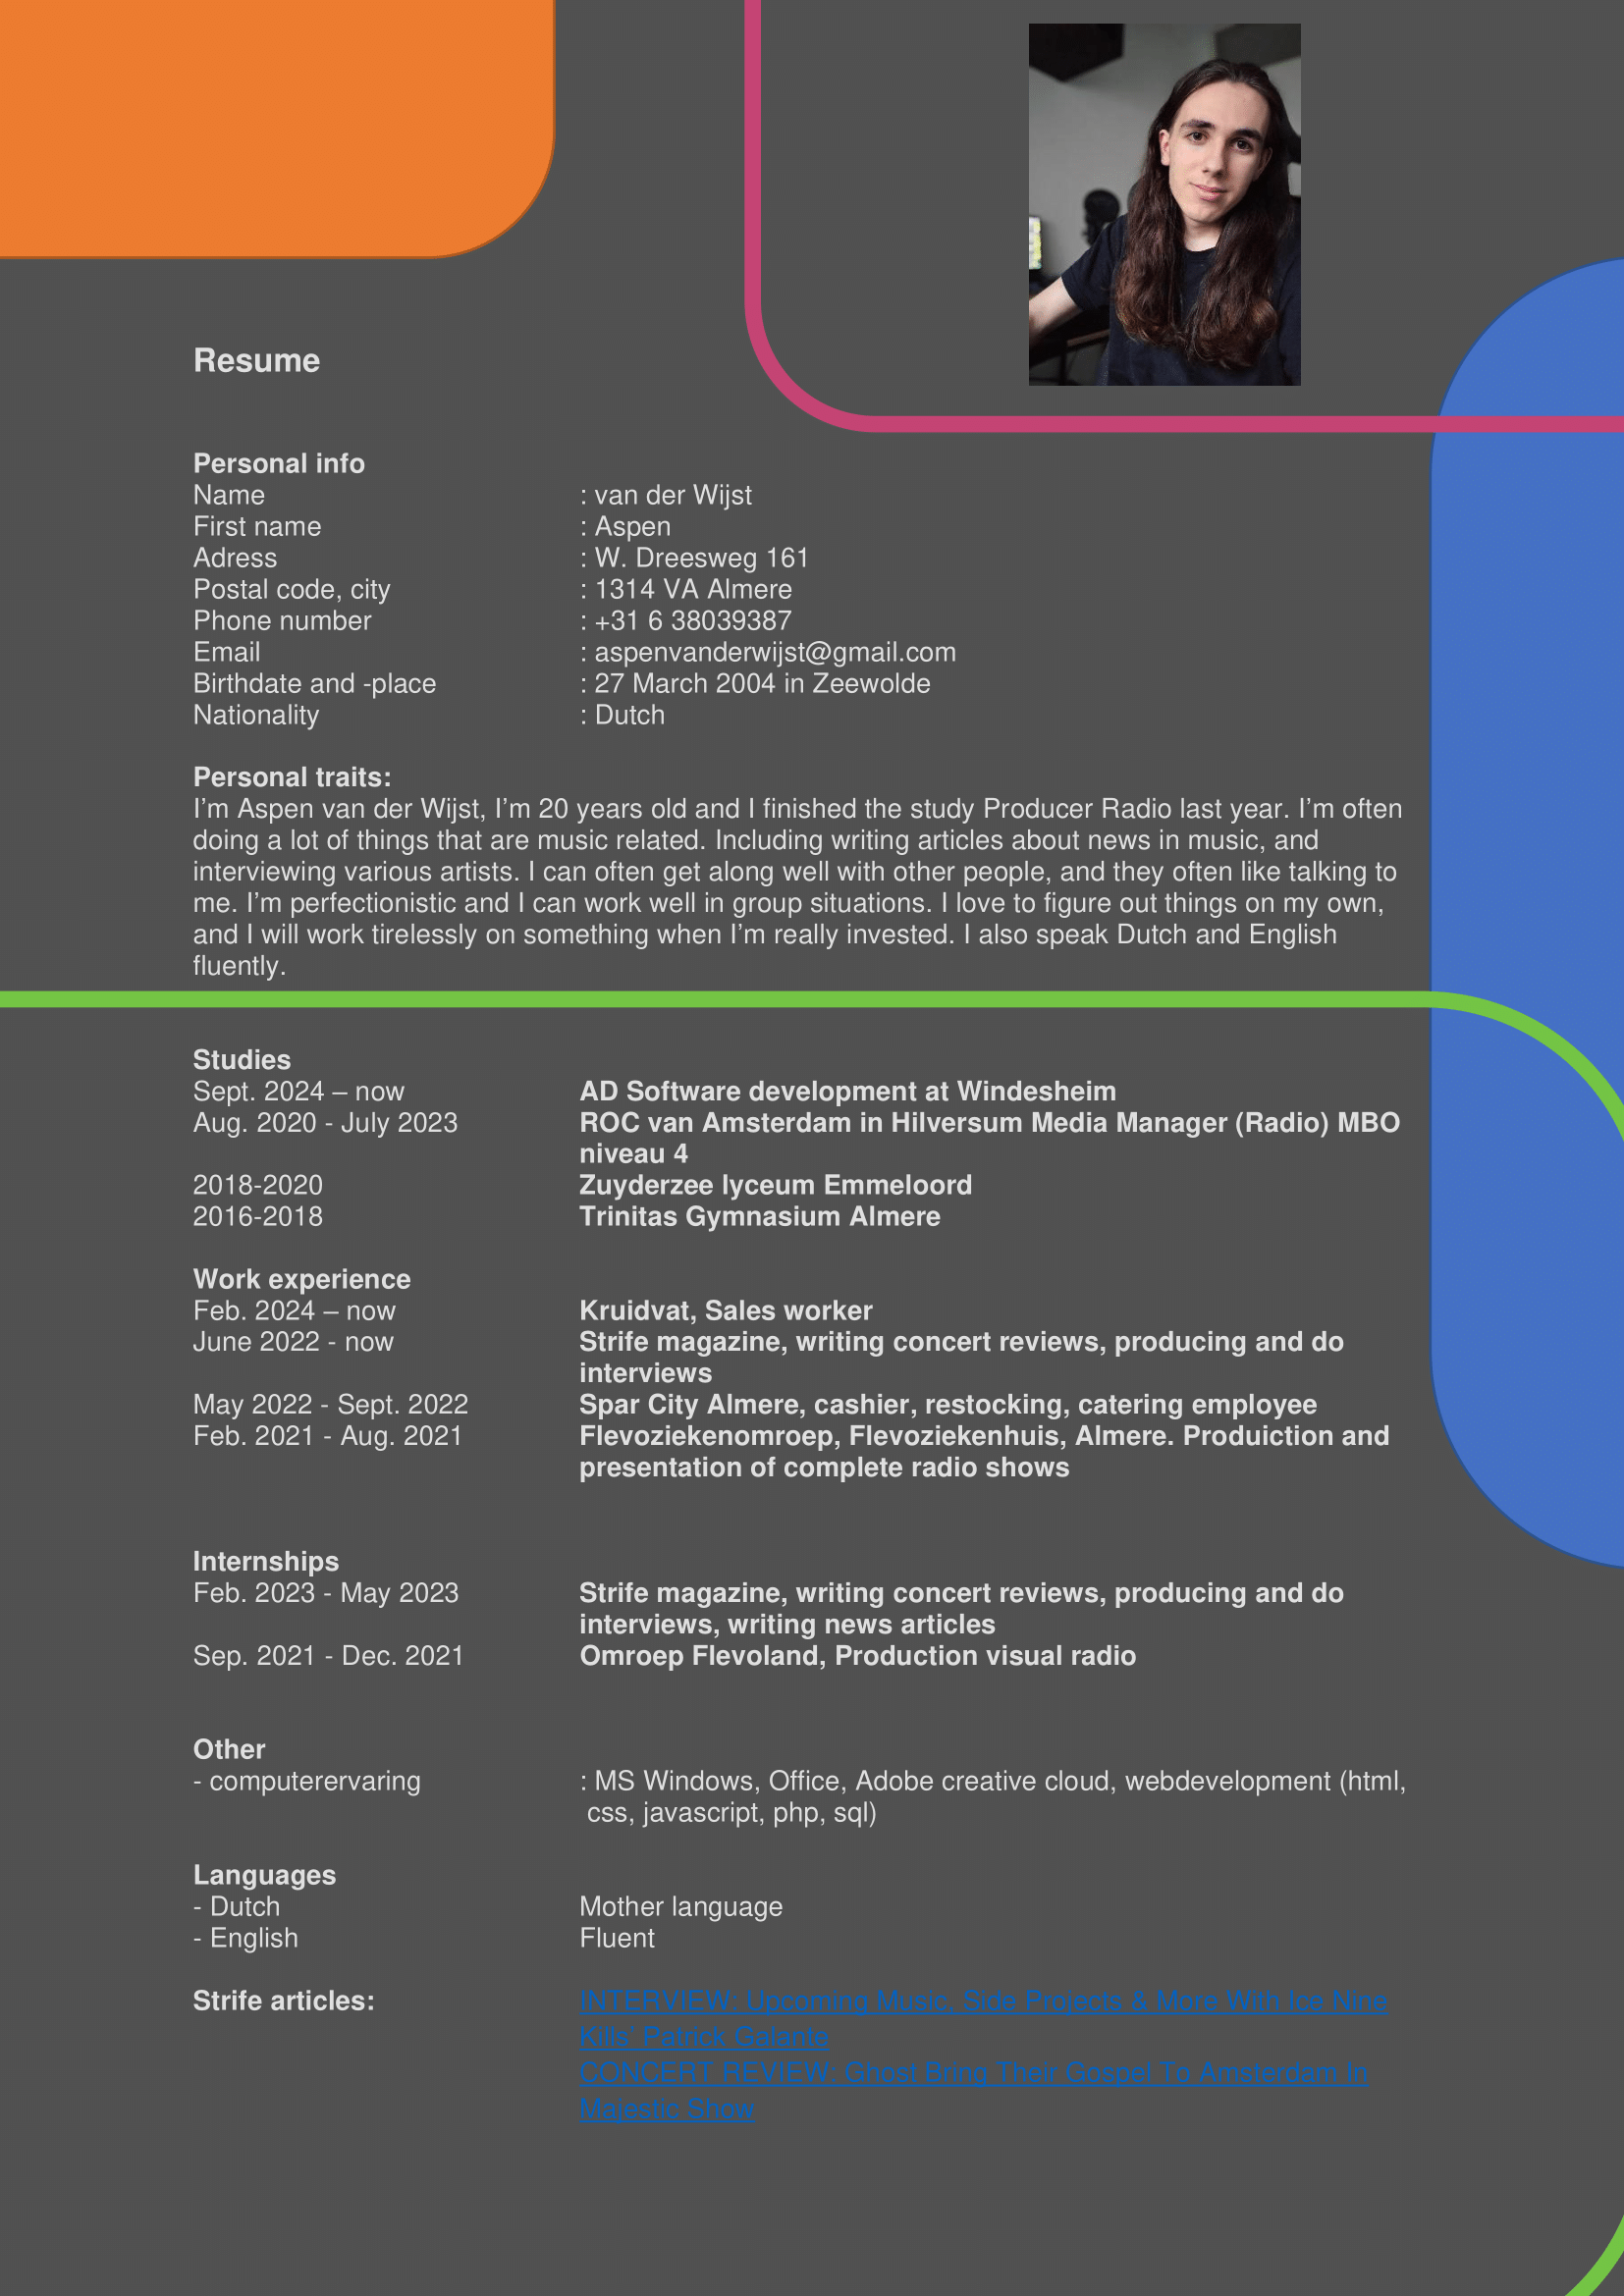 Resume
Personal info
Name : van der Wijst
First name : Aspen
Adress : W. Dreesweg 161
Postal code, city : 1314 VA Almere
Phone number : +31 6 38039387
Email : aspenvanderwijst@gmail.com
Birthdate and -place : 27 March 2004 in Zeewolde
Nationality : Dutch
Personal traits:
I'm Aspen van der Wijst, I'm 20 years old and I finished the study Producer Radio last year. I'm often
doing a lot of things that are music related. Including writing articles about news in music, and
interviewing various artists. I can often get along well with other people, and they often like talking to
me. I'm perfectionistic and I can work well in group situations. I love to figure out things on my own,
and I will work tirelessly on something when I'm really invested. I also speak Dutch and English
fluently.
Studies
Sept. 2024 – now AD Software development at Windesheim
Aug. 2020 - July 2023 ROC van Amsterdam in Hilversum Media Manager (Radio) MBO
niveau 4
2018-2020 Zuyderzee lyceum Emmeloord
2016-2018 Trinitas Gymnasium Almere
Work experience
Feb. 2024 – now Kruidvat, Sales worker
June 2022 - now Strife magazine, writing concert reviews, producing and do
interviews
May 2022 - Sept. 2022 Spar City Almere, cashier, restocking, catering employee
Feb. 2021 - Aug. 2021 Flevoziekenomroep, Flevoziekenhuis, Almere. Produiction and
presentation of complete radio shows
Internships
Feb. 2023 - May 2023 Strife magazine, writing concert reviews, producing and do
interviews, writing news articles
Sep. 2021 - Dec. 2021 Omroep Flevoland, Production visual radio
Other
- computerervaring : MS Windows, Office, Adobe creative cloud, webdevelopment (html,
css, javascript, php, sql)
Languages
- Dutch Mother language
- English Fluent
Strife articles: INTERVIEW: Upcoming Music, Side Projects & More With Ice Nine
Kills' Patrick Galante
CONCERT REVIEW: Ghost Bring Their Gospel To Amsterdam In
Majestic Show